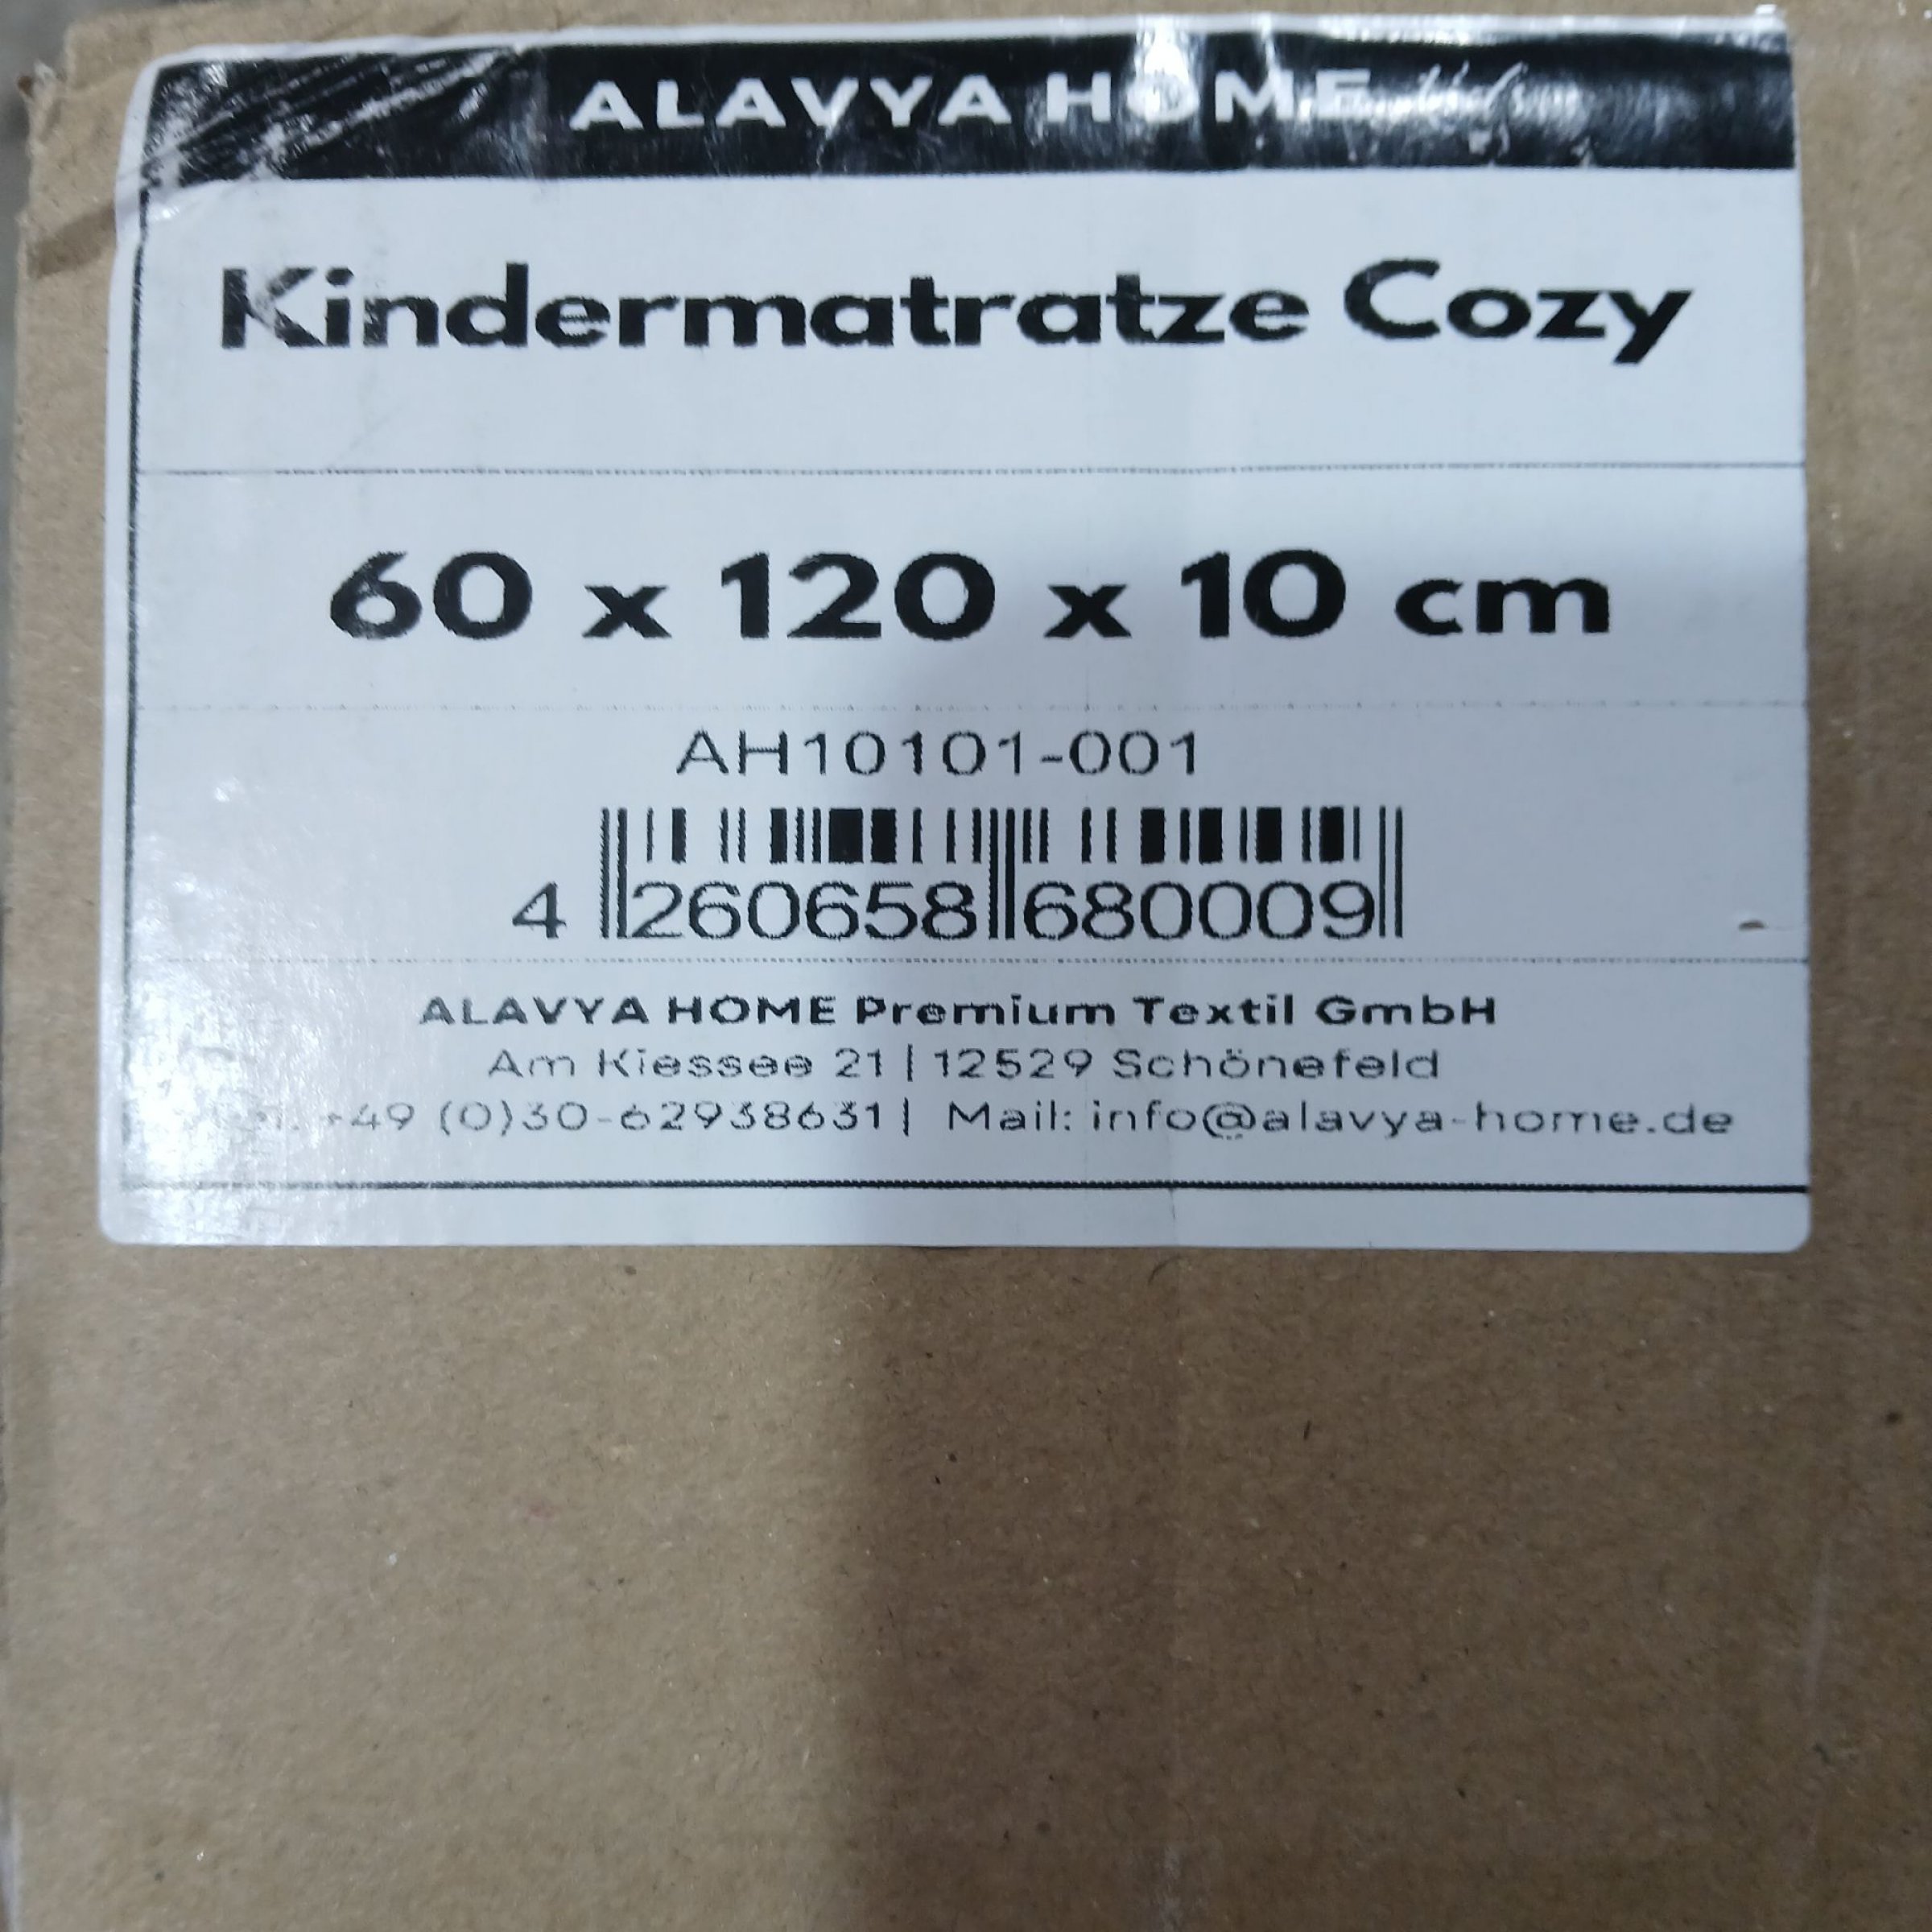 ALAVYA HOME
Kindermatratze Cozy
60 x 120 x 10 cm
AH10101-001
4 260658 680009
ALAVYA HOME Premium Textil GmbH
Am Kiessee 21 | 12529 Schönefeld
+49 (0)30-62938631 | Mail: info@alavya-home.de